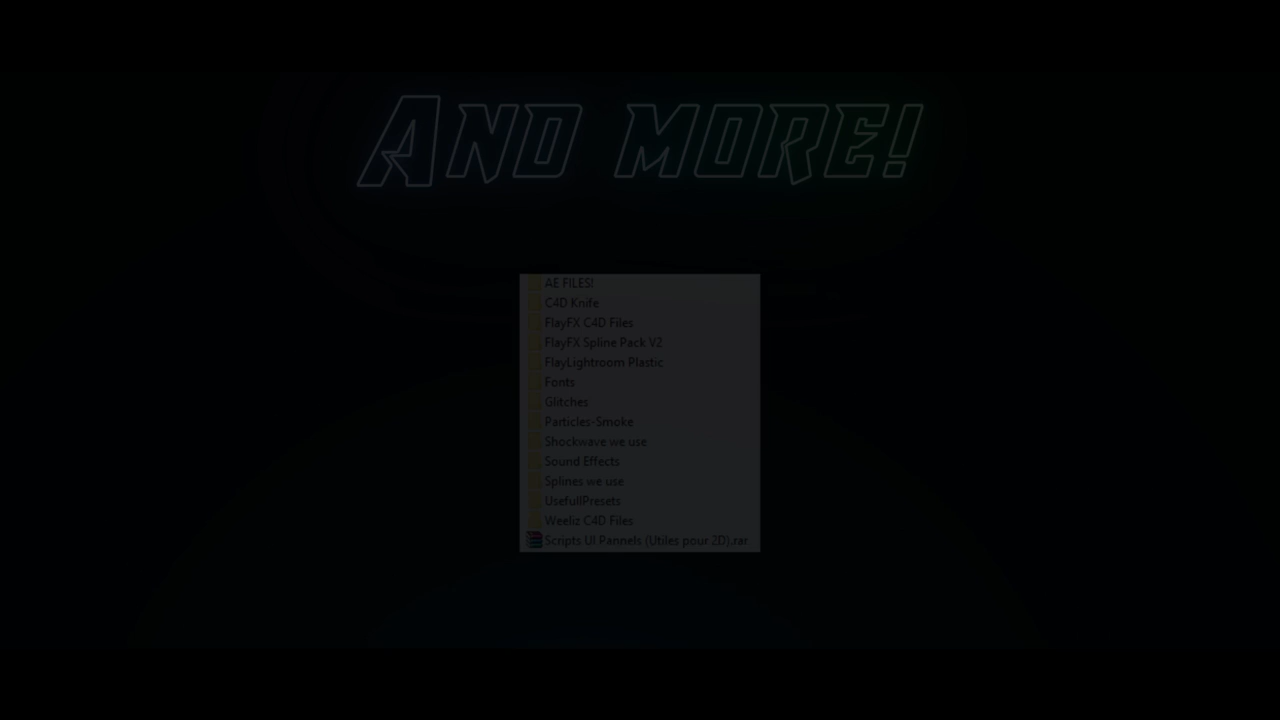 And more!
AE FILES!
C4D Knife
FlayFX C4D Files
FlayFX Spline Pack V2
FlayLightroom Plastic
Fonts
Glitches
Particles-Smoke
Shockwave we use
Sound Effects
Splines we use
UsefullPresets
Weeliz C4D Files
Scripts UI Pannels (Utiles pour 2D).rar